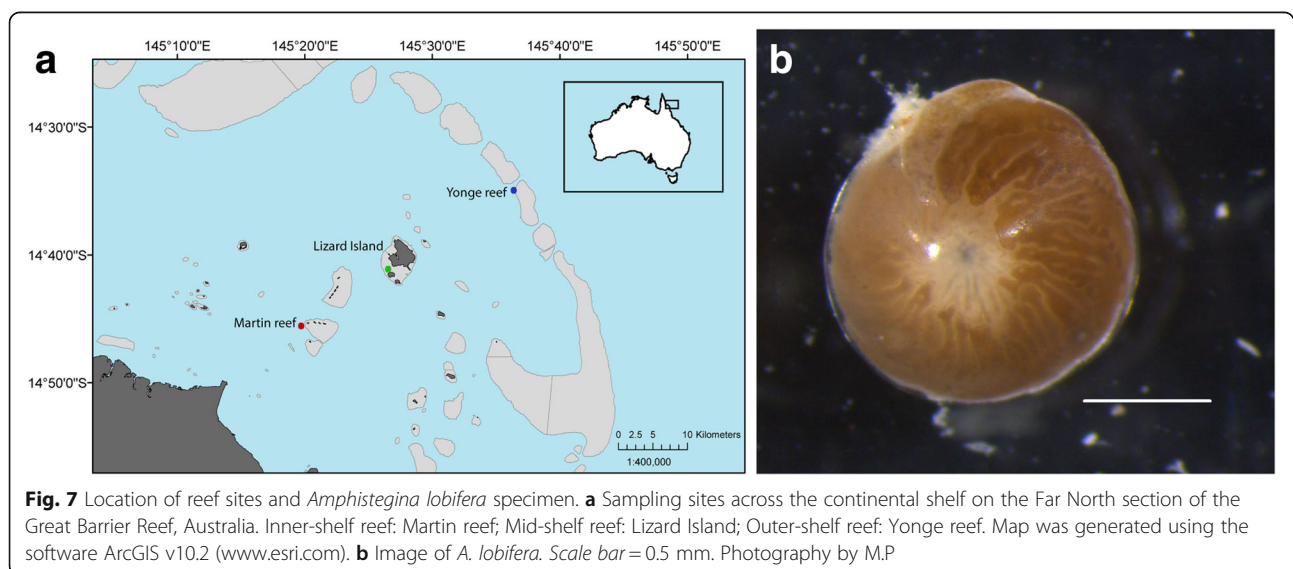 a
145°10'0"E 145°20'0"E 145°30'0"E 145°40'0"E 145°50'0"E
14°30'0"S
14°40'0"S
14°50'0"S
Yonge reef
Lizard Island
Martin reef
0 2.5 5 10 Kilometers
1:400,000
b
Fig. 7 Location of reef sites and Amphistegina lobifera specimen. a Sampling sites across the continental shelf on the Far North section of the
Great Barrier Reef, Australia. Inner-shelf reef: Martin reef; Mid-shelf reef: Lizard Island; Outer-shelf reef: Yonge reef. Map was generated using the
software ArcGIS v10.2 (www.esri.com). b Image of A. lobifera. Scale bar = 0.5 mm. Photography by M.P